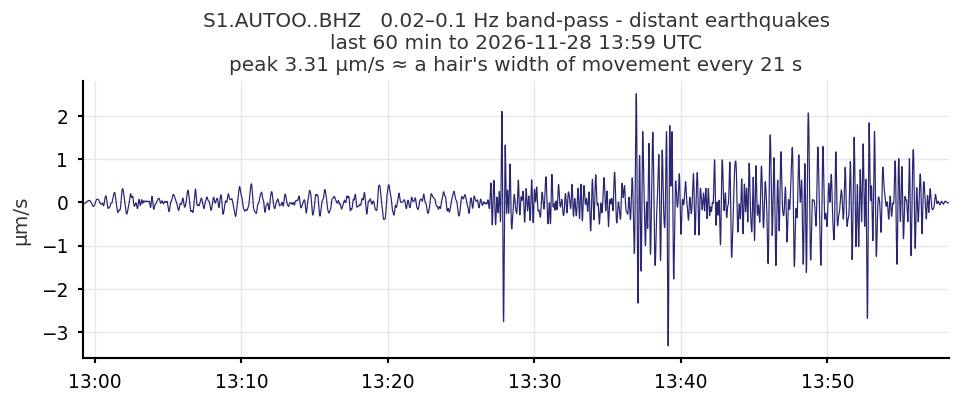 S1.AUTOO..BHZ   0.02–0.1 Hz band-pass - distant earthquakes
last 60 min to 2026-11-28 13:59 UTC
peak 3.31 µm/s ≈ a hair's width of movement every 21 s
µm/s
2
1
0
−1
−2
−3
13:00 13:10 13:20 13:30 13:40 13:50